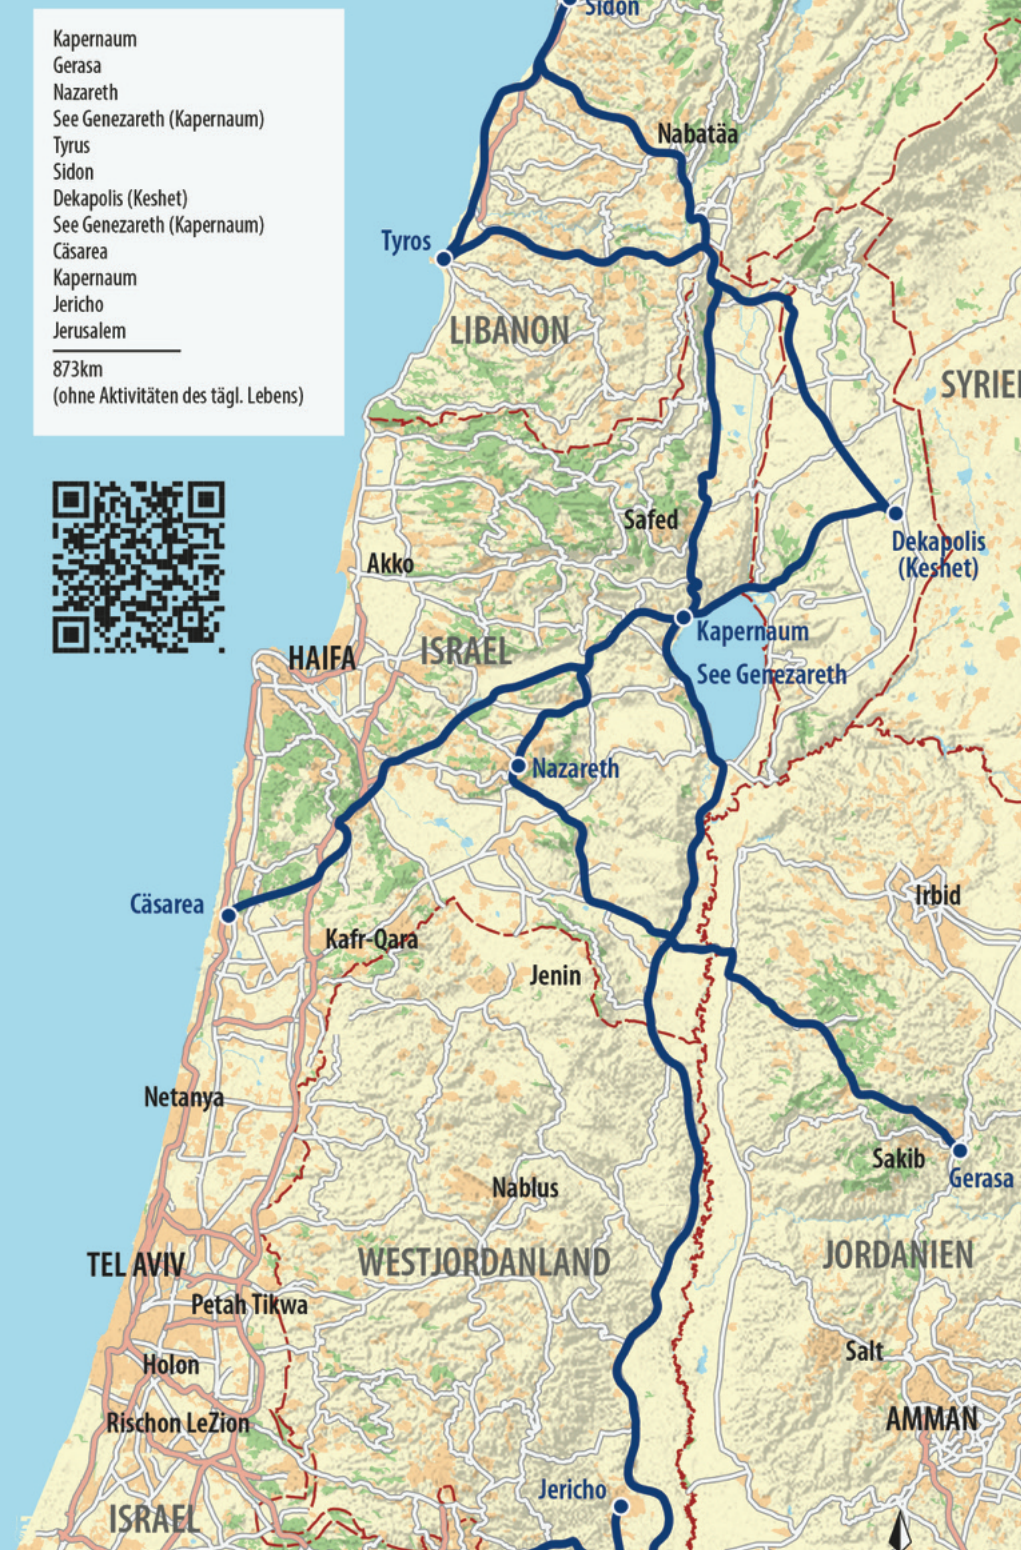 Sidon
Kapernaum
Gerasa
Nazareth
See Genezareth (Kapernaum)
Tyrus
Sidon
Dekapolis (Keshet)
See Genezareth (Kapernaum)
Cäsarea
Kapernaum
Jericho
Jerusalem
873km
(ohne Aktivitäten des tägl. Lebens)
Nabatäa
Tyros
LIBANON
SYRIE
Safed
Dekapolis
(Keshet)
Akko
Kapernaum
ISRAEL
HAIFA
See Genezareth
Nazareth
Irbid
Cäsarea
Kafr-Qara
Jenin
Netanya
Sakib
Gerasa
Nablus
WESTJORDANLAND
JORDANIEN
TEL AVIV
Petah Tikwa
Salt
Holon
AMMAN
Rischon LeZion
Jericho
ISRAEL